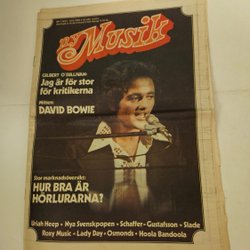 Musik
GILBERT O'SULLIVAN:
Jag är för stor
för kritikerna
Mitten:
DAVID BOWIE
Stor marknadsöversikt:
HUR BRA ÄR
HÖRLURARNA?
Uriah Heep • Nya Svenskpopen • Schaffer • Gustafsson • Slade
Roxy Music • Lady Day • Osmonds • Hoola Bandoola